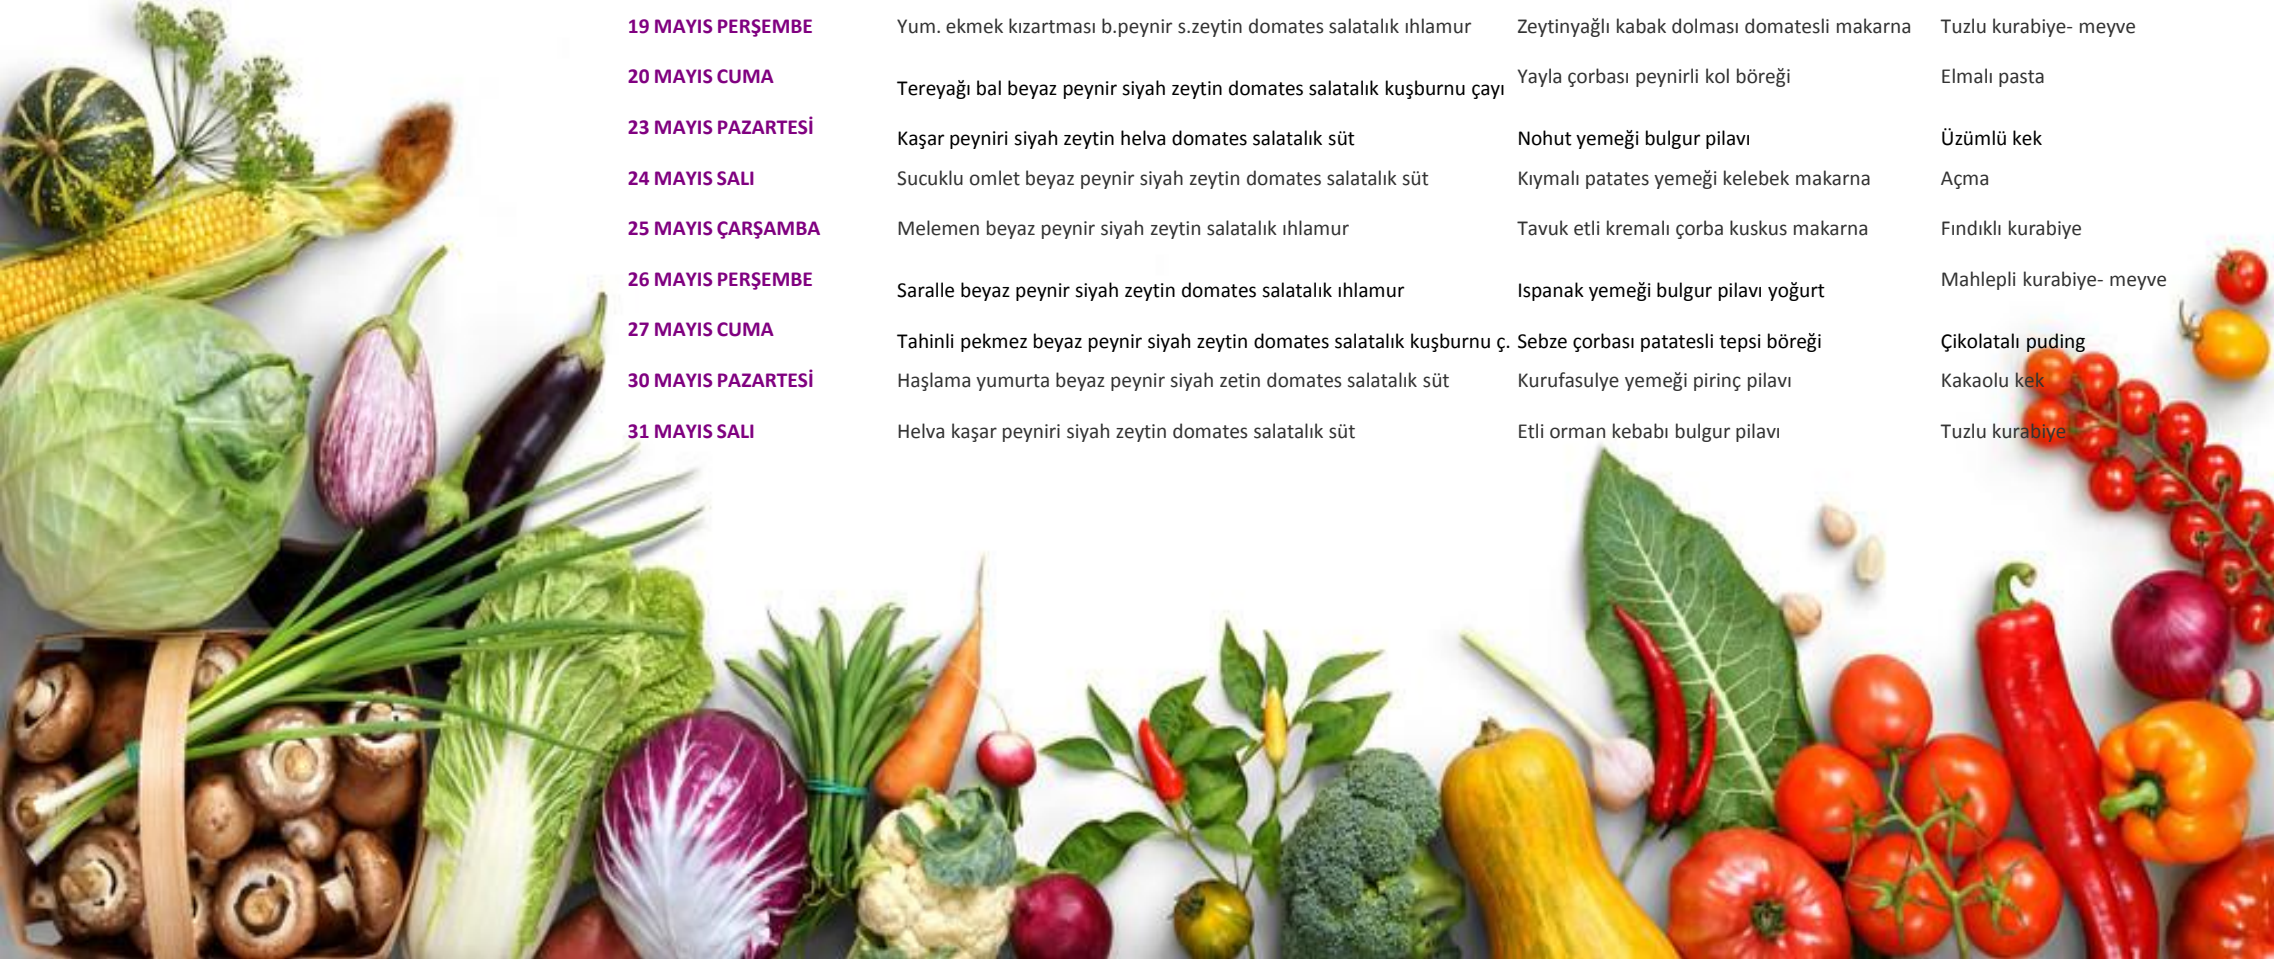 19 MAYIS PERŞEMBE Yum. ekmek kızartması b.peynir s.zeytin domates salatalık ıhlamur Zeytinyağlı kabak dolması domatesli makarna Tuzlu kurabiye- meyve
20 MAYIS CUMA Tereyağı bal beyaz peynir siyah zeytin domates salatalık kuşburnu çayı Yayla çorbası peynirli kol böreği Elmalı pasta
23 MAYIS PAZARTESİ Kaşar peyniri siyah zeytin helva domates salatalık süt Nohut yemeği bulgur pilavı Üzümlü kek
24 MAYIS SALI Sucuklu omlet beyaz peynir siyah zeytin domates salatalık süt Kıymalı patates yemeği kelebek makarna Açma
25 MAYIS ÇARŞAMBA Melemen beyaz peynir siyah zeytin salatalık ıhlamur Tavuk etli kremalı çorba kuskus makarna Fındıklı kurabiye
26 MAYIS PERŞEMBE Saralle beyaz peynir siyah zeytin domates salatalık ıhlamur Ispanak yemeği bulgur pilavı yoğurt Mahlepli kurabiye- meyve
27 MAYIS CUMA Tahinli pekmez beyaz peynir siyah zeytin domates salatalık kuşburnu ç. Sebze çorbası patatesli tepsi böreği Çikolatalı puding
30 MAYIS PAZARTESİ Haşlama yumurta beyaz peynir siyah zetin domates salatalık süt Kurufasulye yemeği pirinç pilavı Kakaolu kek
31 MAYIS SALI Helva kaşar peyniri siyah zeytin domates salatalık süt Etli orman kebabı bulgur pilavı Tuzlu kurabiye